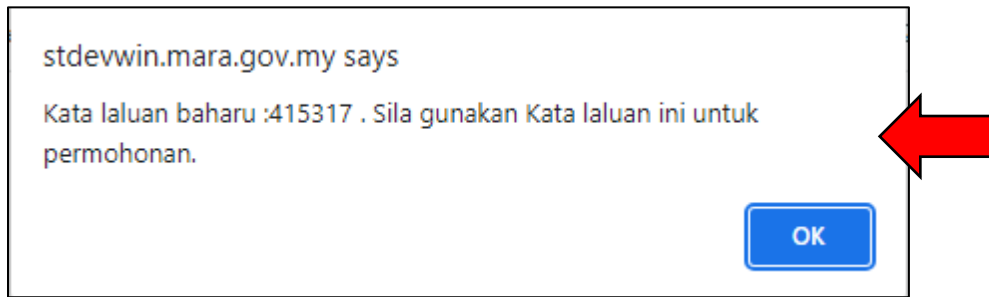 stdevwin.mara.gov.my says
Kata laluan baharu :415317 . Sila gunakan Kata laluan ini untuk
permohonan.
OK